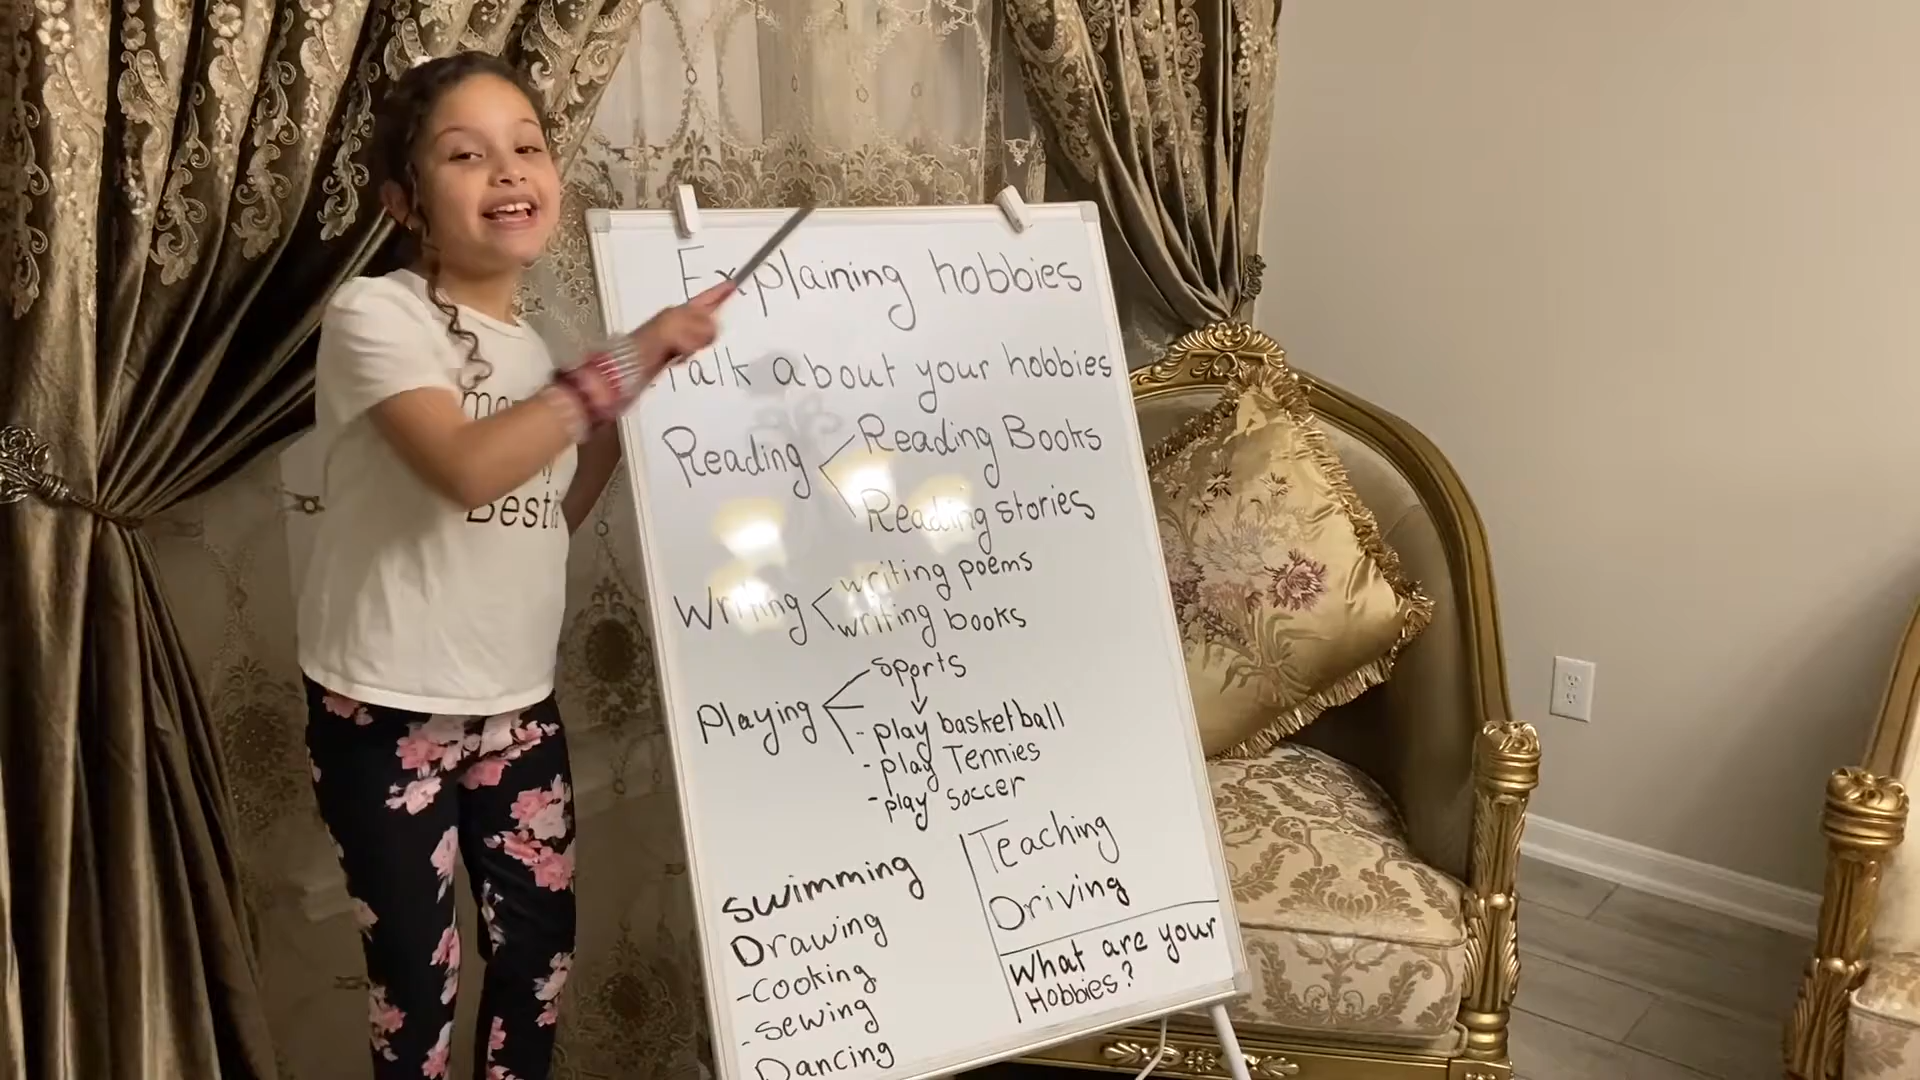 Explaining hobbies
Talk about your hobbies
Reading
Reading Books
Reading stories
Writing
writing poems
writing books
Playing
sports
- play basketball
- play Tennies
- play soccer
swimming
Drawing
- Cooking
- sewing
Dancing
Teaching
Driving
What are your
Hobbies?
Besti